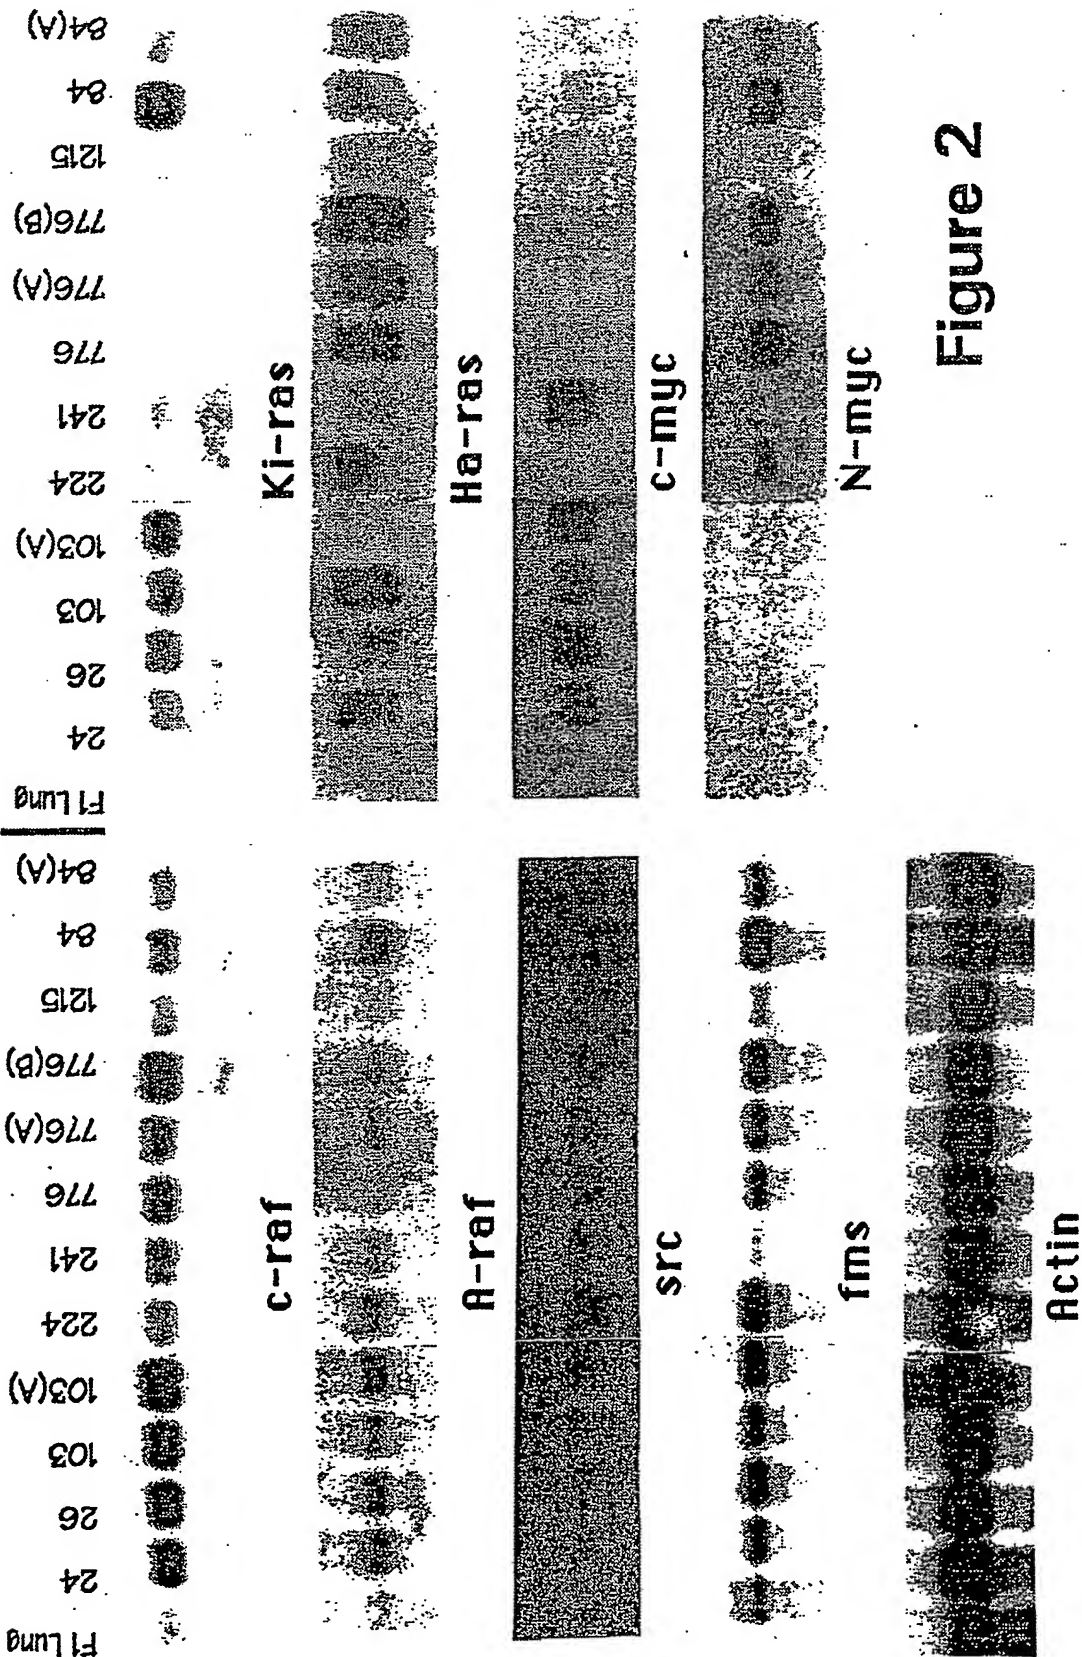 F1 Lung
24
26
103
103(A)
224
241
776
776(A)
776(B)
1215
84
84(A)
c-raf
A-raf
src
fms
Actin
F1 Lung
24
26
103
103(A)
224
241
776
776(A)
776(B)
1215
84
84(A)
Ki-ras
Ha-ras
c-myc
N-myc
Figure 2